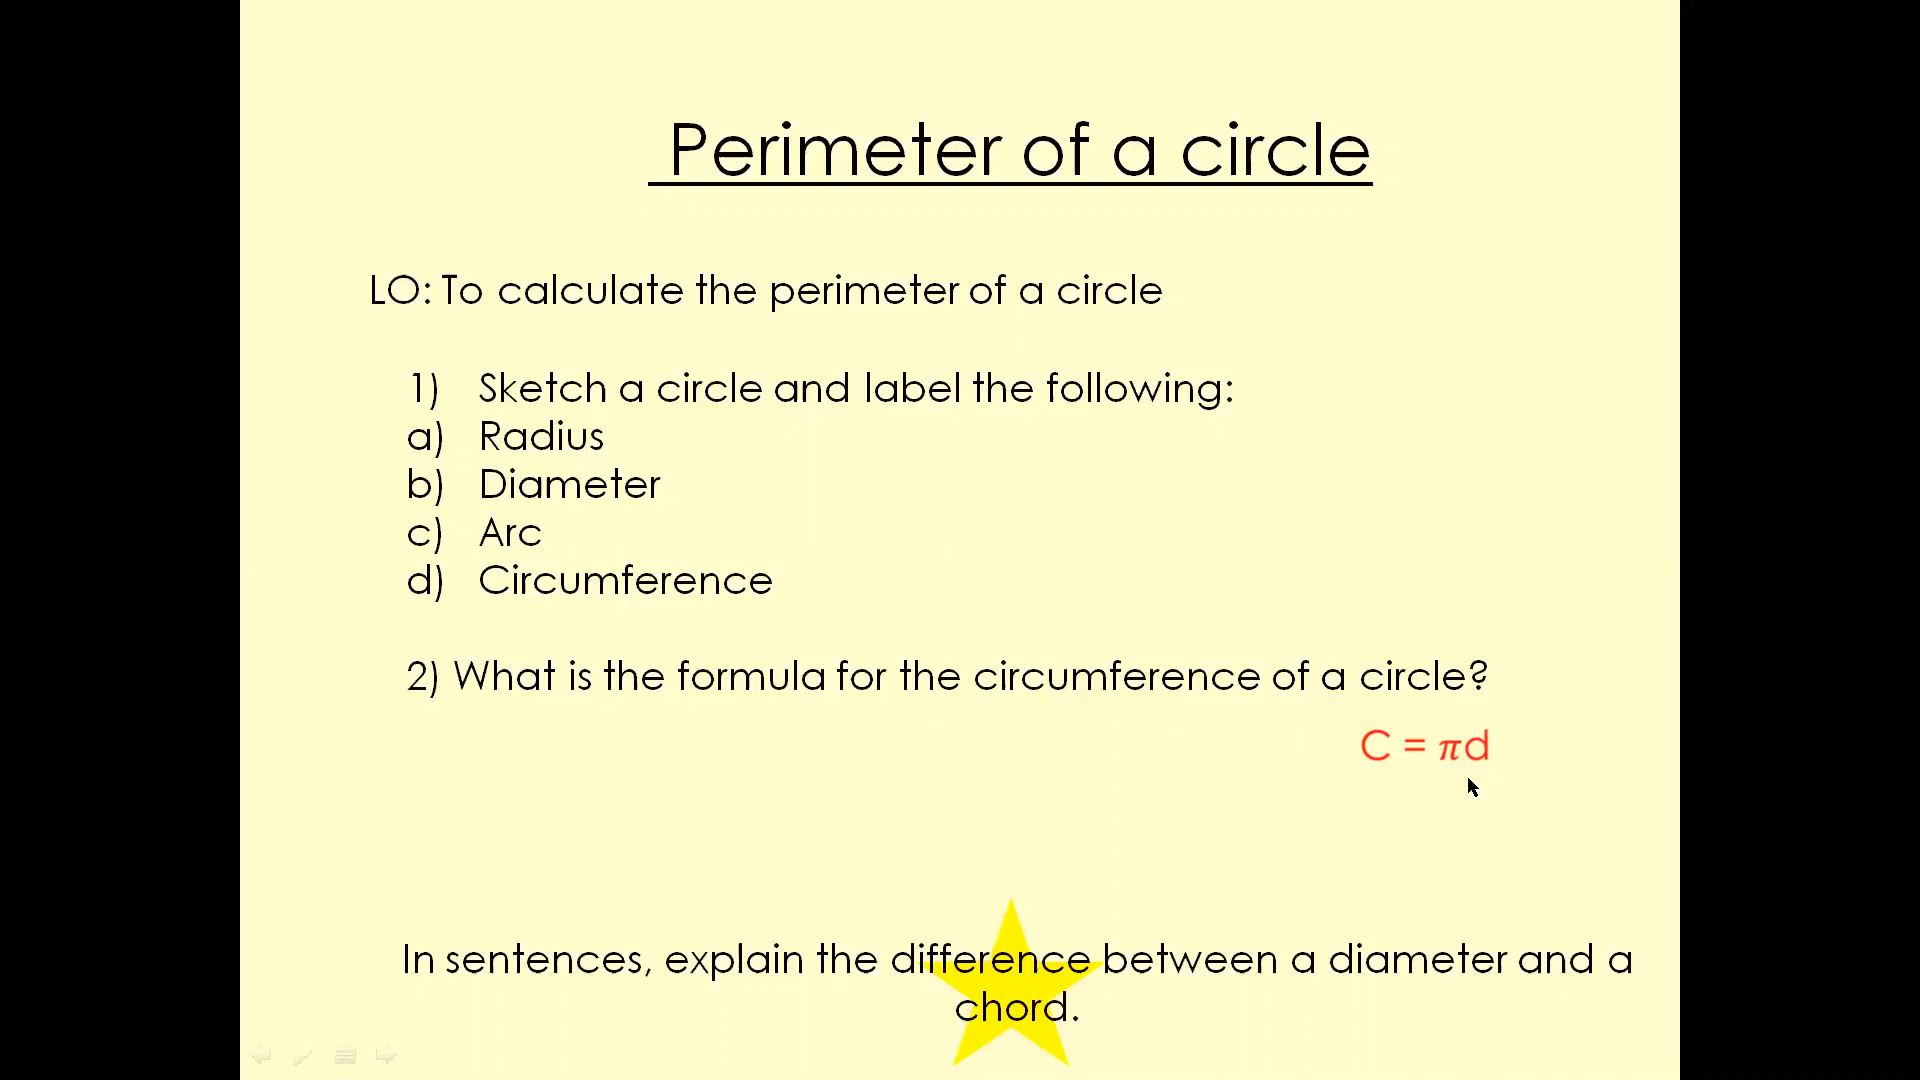 Perimeter of a circle
LO: To calculate the perimeter of a circle
1) Sketch a circle and label the following:
a) Radius
b) Diameter
c) Arc
d) Circumference
2) What is the formula for the circumference of a circle?
C = πd
In sentences, explain the difference between a diameter and a
chord.